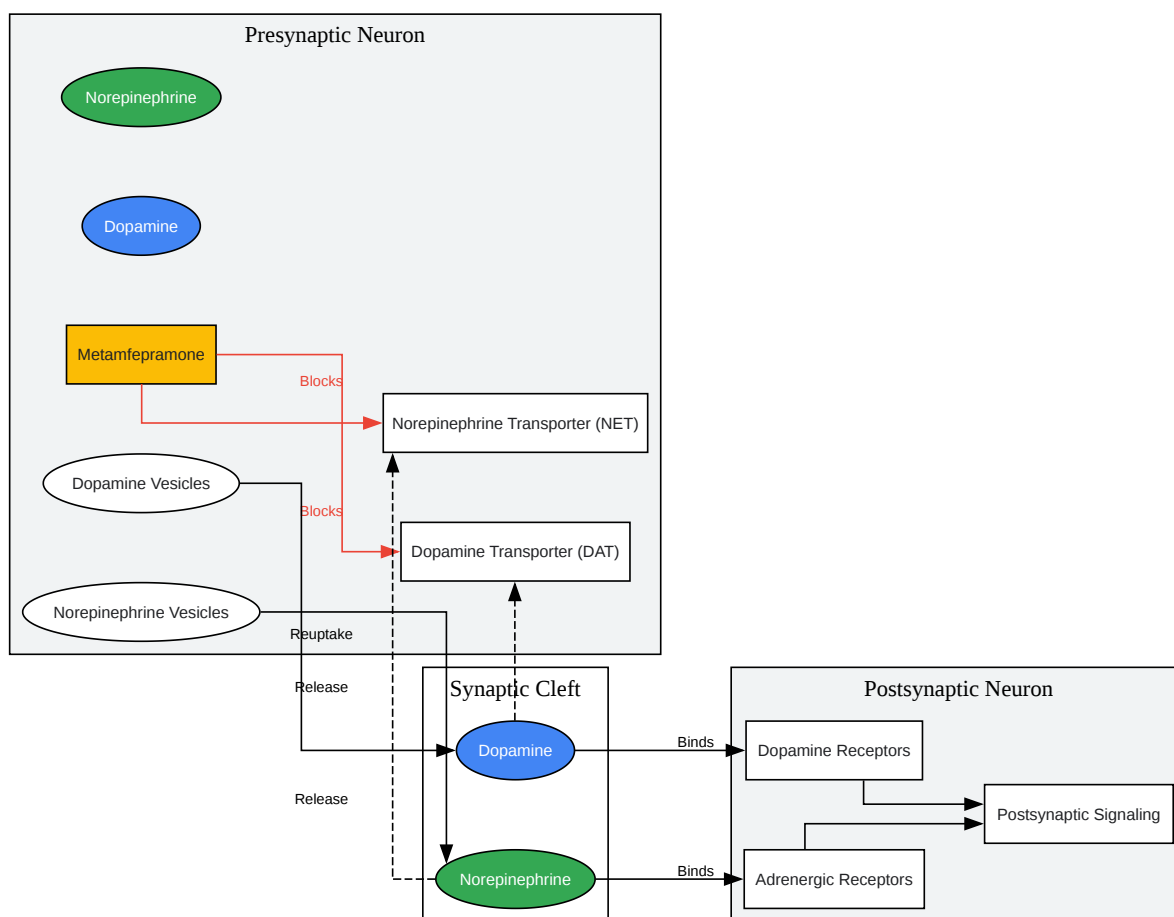 Presynaptic Neuron
Norepinephrine
Dopamine
Metamfepramone
Blocks
Norepinephrine Transporter (NET)
Dopamine Vesicles
Blocks
Dopamine Transporter (DAT)
Norepinephrine Vesicles
Reuptake
Release
Synaptic Cleft
Postsynaptic Neuron
Dopamine
Binds
Dopamine Receptors
Release
Postsynaptic Signaling
Norepinephrine
Binds
Adrenergic Receptors